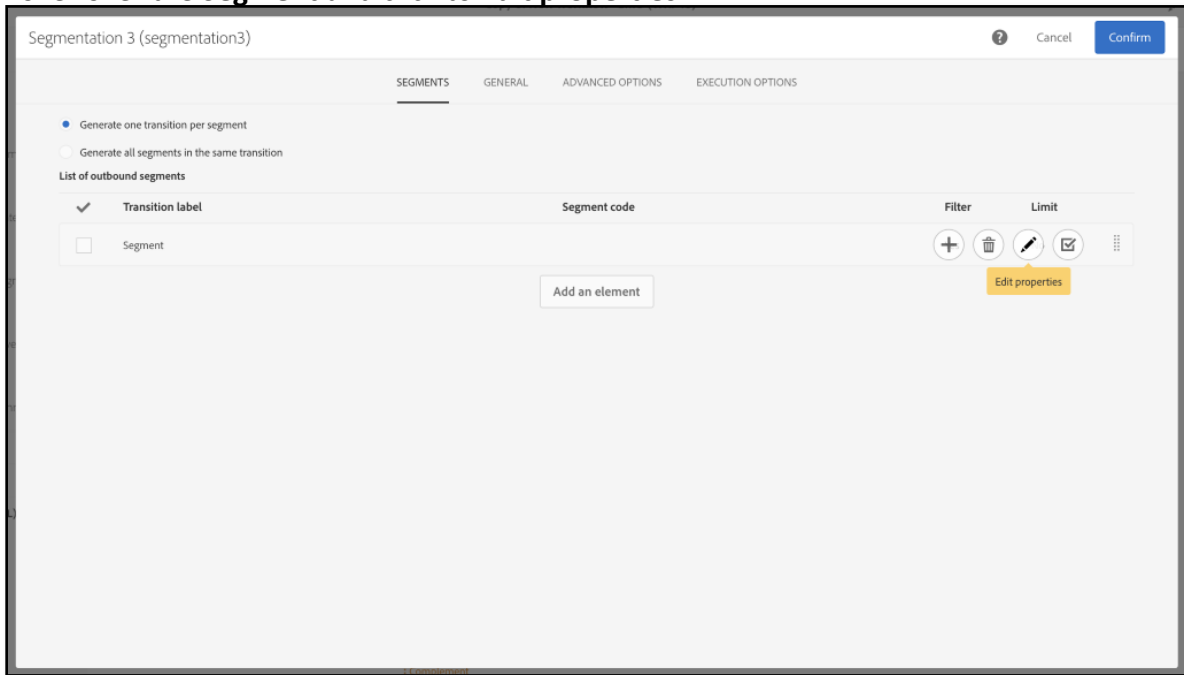 Segmentation 3 (segmentation3)
Cancel
Confirm
SEGMENTS GENERAL ADVANCED OPTIONS EXECUTION OPTIONS
Generate one transition per segment
Generate all segments in the same transition
List of outbound segments
Transition label Segment code Filter Limit
Segment
Edit properties
Add an element
Complement